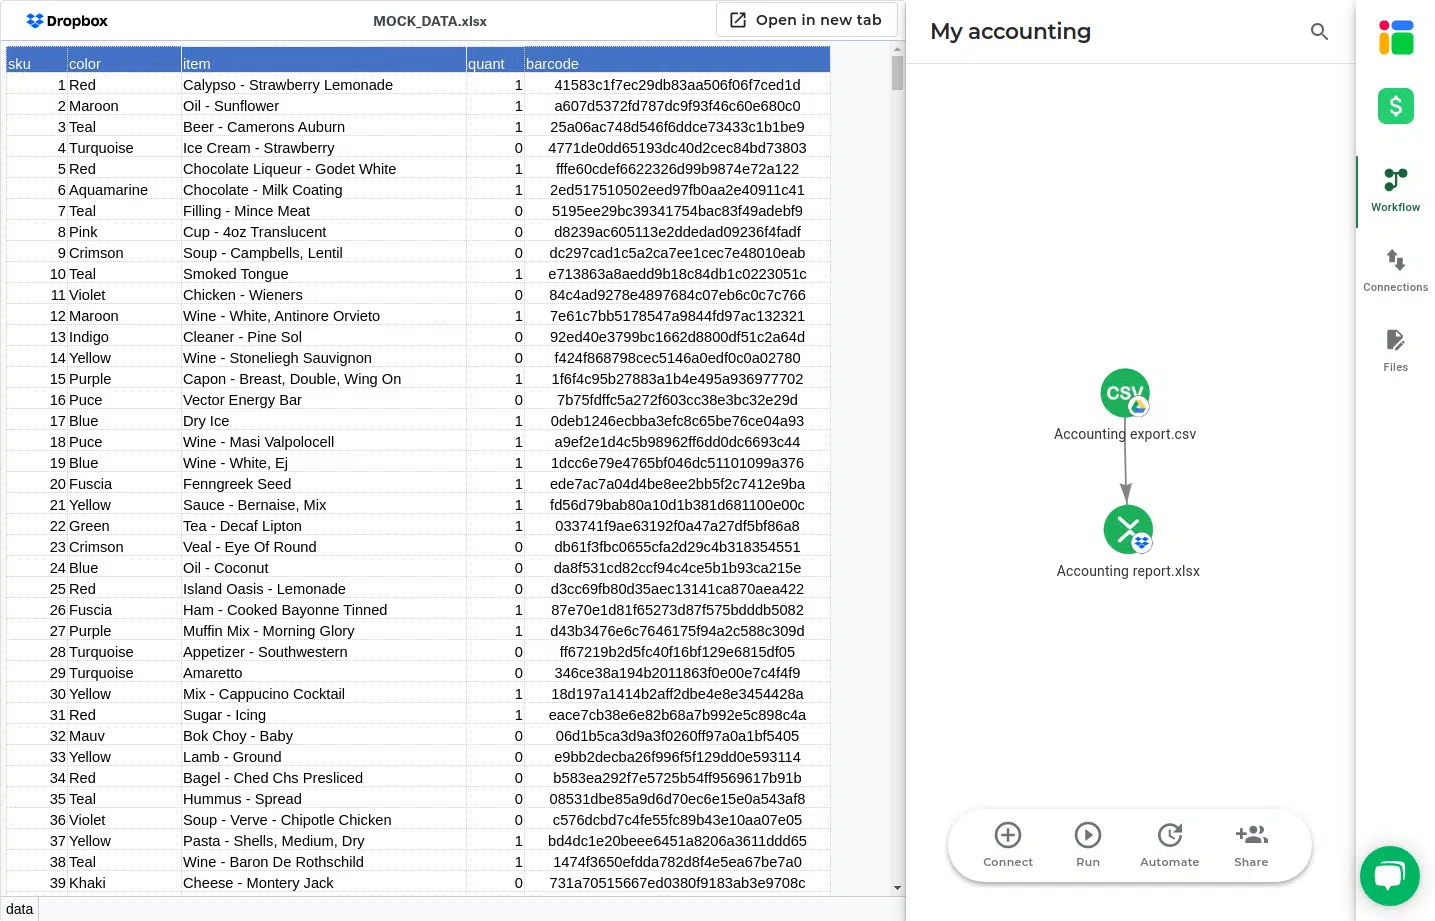 Dropbox MOCK_DATA.xlsx Open in new tab
sku color item quant barcode
1 Red Calypso - Strawberry Lemonade 1 41583c1f7ec29db83aa506f06f7ced1d
2 Maroon Oil - Sunflower 1 a607d5372fd787dc9f93f46c60e680c0
3 Teal Beer - Camerons Auburn 1 25a06ac748d546f6ddce73433c1b1be9
4 Turquoise Ice Cream - Strawberry 0 4771de0dd65193dc40d2cec84bd73803
5 Red Chocolate Liqueur - Godet White 1 fffe60cdef6622326d99b9874e72a122
6 Aquamarine Chocolate - Milk Coating 1 2ed517510502eed97fb0aa2e40911c41
7 Teal Filling - Mince Meat 0 5195ee29bc39341754bac83f49adebf9
8 Pink Cup - 4oz Translucent 0 d8239ac605113e2ddedad09236f4fadf
9 Crimson Soup - Campbells, Lentil 0 dc297cad1c5a2ca7ee1cec7e48010eab
10 Teal Smoked Tongue 1 e713863a8aedd9b18c84db1c0223051c
11 Violet Chicken - Wieners 0 84c4ad9278e4897684c07eb6c0c7c766
12 Maroon Wine - White, Antinore Orvieto 1 7e61c7bb5178547a9844fd97ac132321
13 Indigo Cleaner - Pine Sol 0 92ed40e3799bc1662d8800df51c2a64d
14 Yellow Wine - Stoneliegh Sauvignon 0 f424f868798cec5146a0edf0c0a02780
15 Purple Capon - Breast, Double, Wing On 1 1f6f4c95b27883a1b4e495a936977702
16 Puce Vector Energy Bar 0 7b75fdffc5a272f603cc38e3bc32e29d
17 Blue Dry Ice 1 0deb1246ecbba3efc8c65be76ce04a93
18 Puce Wine - Masi Valpolocell 1 a9ef2e1d4c5b98962ff6dd0dc6693c44
19 Blue Wine - White, Ej 1 1dcc6e79e4765bf046dc51101099a376
20 Fuscia Fenngreek Seed 1 ede7ac7a04d4be8ee2bb5f2c7412e9ba
21 Yellow Sauce - Bernaise, Mix 1 fd56d79bab80a10d1b381d681100e00c
22 Green Tea - Decaf Lipton 1 033741f9ae63192f0a47a27df5bf86a8
23 Crimson Veal - Eye Of Round 0 db61f3fbc0655cfa2d29c4b318354551
24 Blue Oil - Coconut 0 da8f531cd82ccf94c4ce5b1b93ca215e
25 Red Island Oasis - Lemonade 0 d3cc69fb80d35aec13141ca870aea422
26 Fuscia Ham - Cooked Bayonne Tinned 1 87e70e1d81f65273d87f575bdddb5082
27 Purple Muffin Mix - Morning Glory 1 d43b3476e6c7646175f94a2c588c309d
28 Turquoise Appetizer - Southwestern 0 ff67219b2d5fc40f16bf129e6815df05
29 Turquoise Amaretto 0 346ce38a194b2011863f0e00e7c4f4f9
30 Yellow Mix - Cappucino Cocktail 1 18d197a1414b2aff2dbe4e8e3454428a
31 Red Sugar - Icing 1 eace7cb38e6e82b68a7b992e5c898c4a
32 Mauv Bok Choy - Baby 0 06d1b5ca3d9a3f0260ff97a0a1bf5405
33 Yellow Lamb - Ground 0 e9bb2decba26f996f5f129dd0e593114
34 Red Bagel - Ched Chs Presliced 0 b583ea292f7e5725b54ff9569617b91b
35 Teal Hummus - Spread 0 08531dbe85a9d6d70ec6e15e0a543af8
36 Violet Soup - Verve - Chipotle Chicken 0 c576dcbd7c4fe55fc89b43e10aa07e05
37 Yellow Pasta - Shells, Medium, Dry 1 bd4dc1e20beee6451a8206a3611ddd65
38 Teal Wine - Baron De Rothschild 1 1474f3650efdda782d8f4e5ea67be7a0
39 Khaki Cheese - Montery Jack 0 731a70515667ed0380f9183ab3e9708c
data
My accounting
CSV
Accounting export.csv
Accounting report.xlsx
Connect Run Automate Share
$
Workflow
Connections
Files